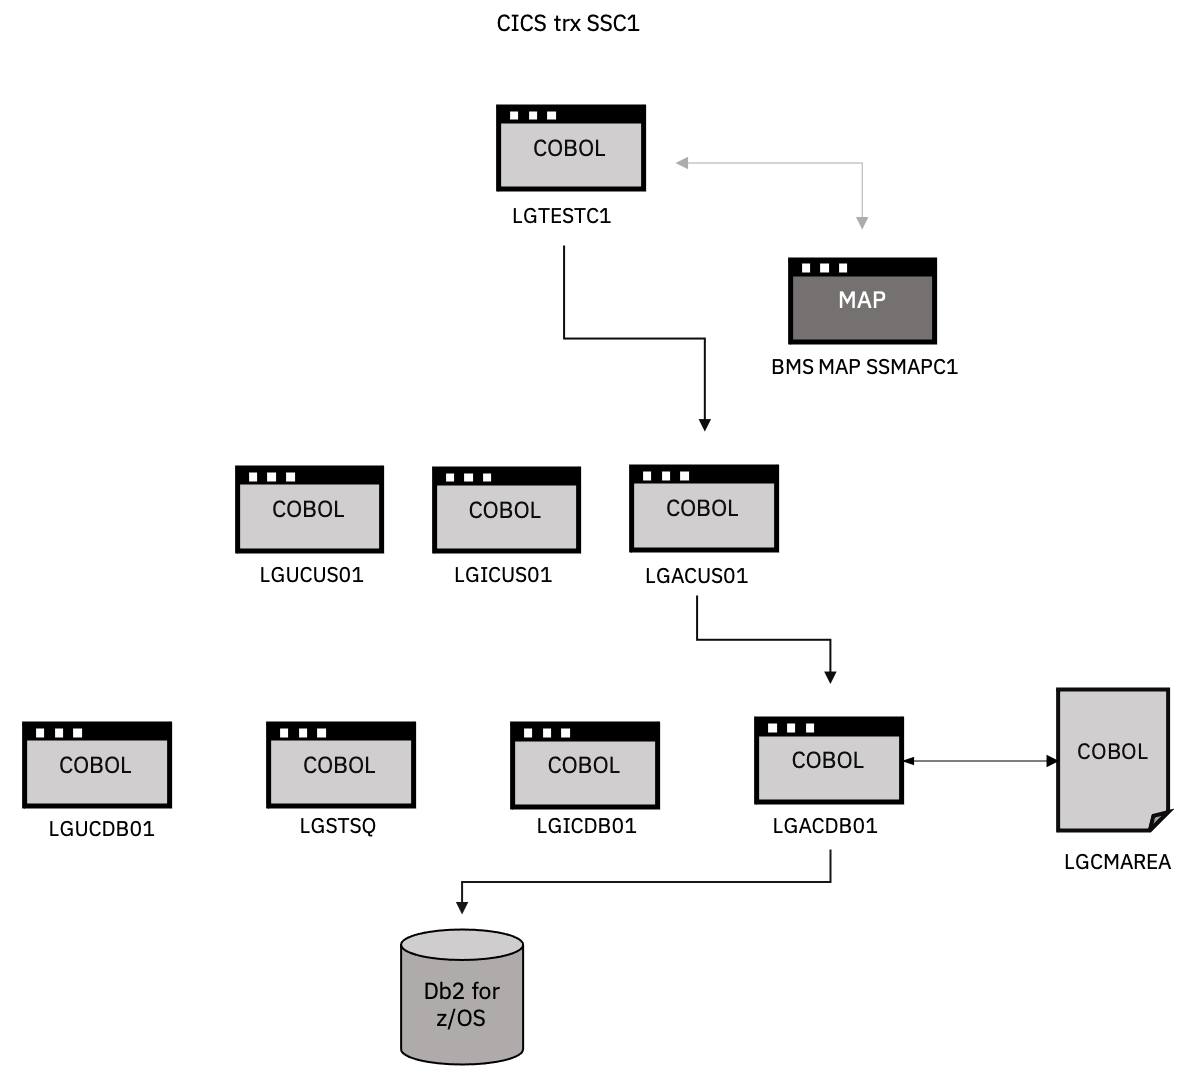 CICS trx SSC1
COBOL
LGTESTC1
MAP
BMS MAP SSMAPC1
COBOL
LGUCUS01
COBOL
LGICUS01
COBOL
LGACUS01
COBOL
LGUCDB01
COBOL
LGSTSQ
COBOL
LGICDB01
COBOL
LGACDB01
COBOL
LGCMAREA
Db2 for
z/OS